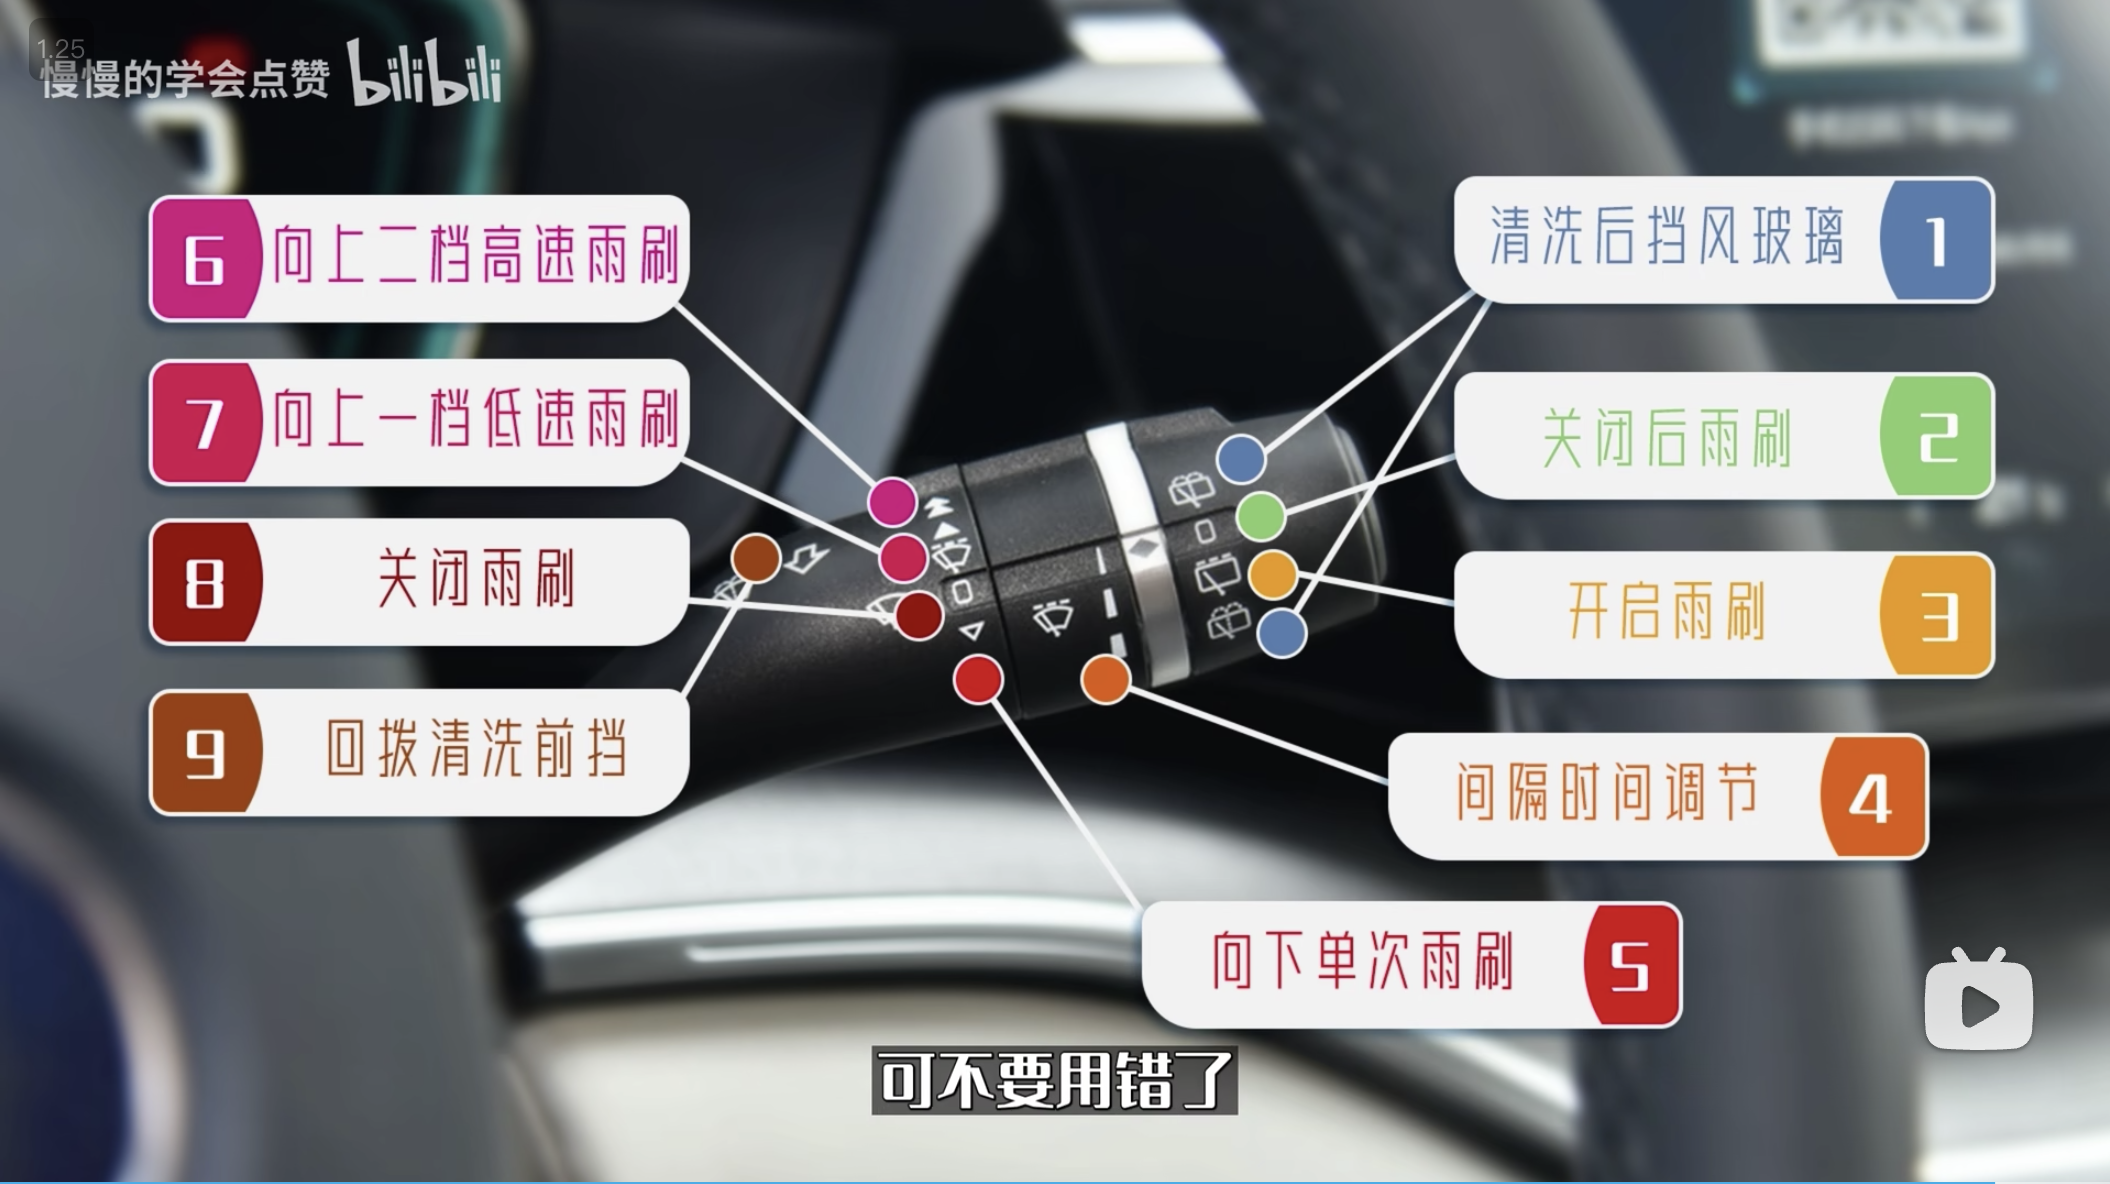 1.25
慢慢的学会点赞 bilibili
6 向上二档高速雨刷
7 向上一档低速雨刷
8 关闭雨刷
9 回拨清洗前挡
清洗后挡风玻璃 1
关闭后雨刷 2
开启雨刷 3
间隔时间调节 4
向下单次雨刷 5
可不要用错了